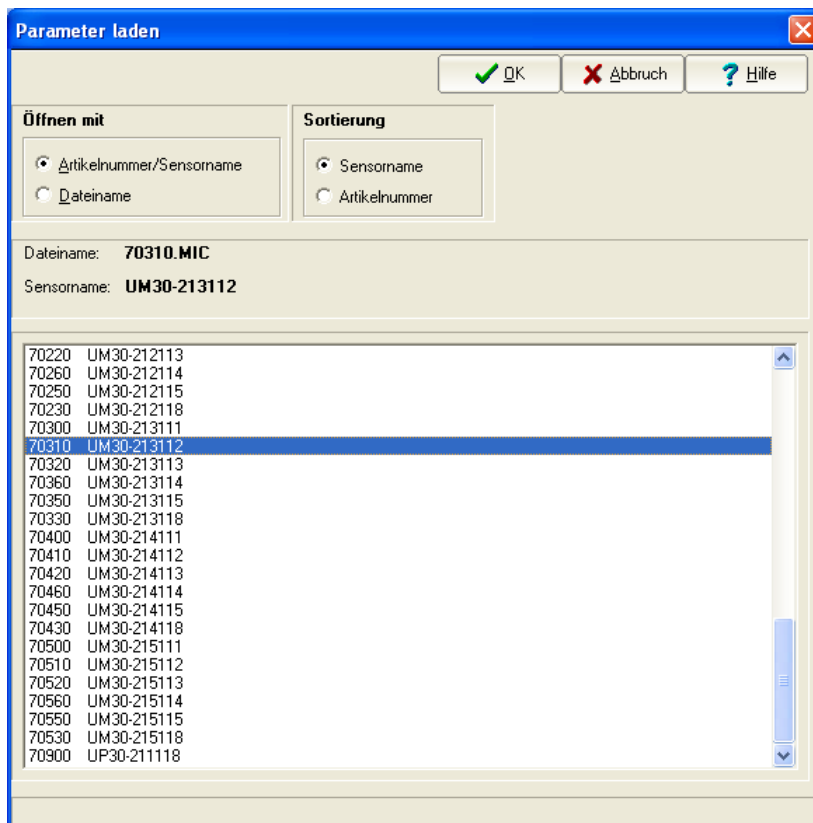 Parameter laden
OK Abbruch Hilfe
Öffnen mit
Artikelnummer/Sensorname
Dateiname
Sortierung
Sensorname
Artikelnummer
Dateiname: 70310.MIC
Sensorname: UM30-213112
70220 UM30-212113
70260 UM30-212114
70250 UM30-212115
70230 UM30-212118
70300 UM30-213111
70310 UM30-213112
70320 UM30-213113
70360 UM30-213114
70350 UM30-213115
70330 UM30-213118
70400 UM30-214111
70410 UM30-214112
70420 UM30-214113
70460 UM30-214114
70450 UM30-214115
70430 UM30-214118
70500 UM30-215111
70510 UM30-215112
70520 UM30-215113
70560 UM30-215114
70550 UM30-215115
70530 UM30-215118
70900 UP30-211118